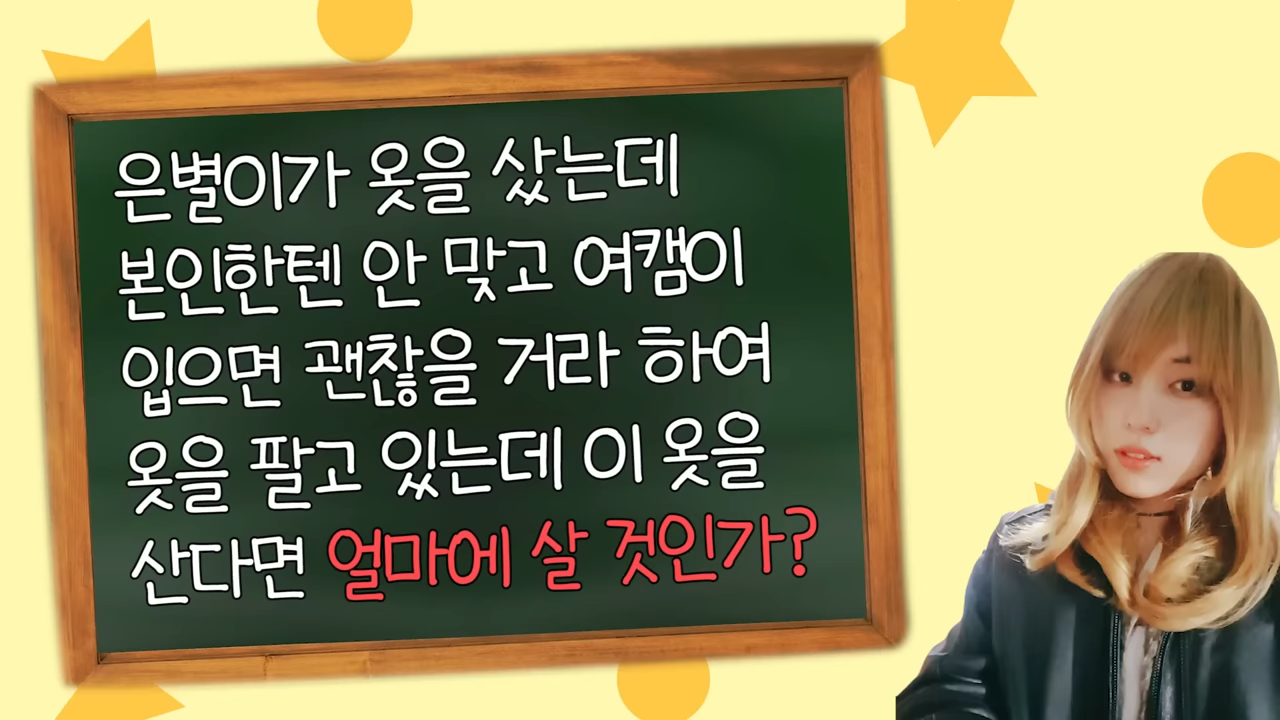 은별이가 옷을 샀는데
본인한텐 안 맞고 여캠이
입으면 괜찮을 거라 하여
옷을 팔고 있는데 이 옷을
산다면 얼마에 살 것인가?